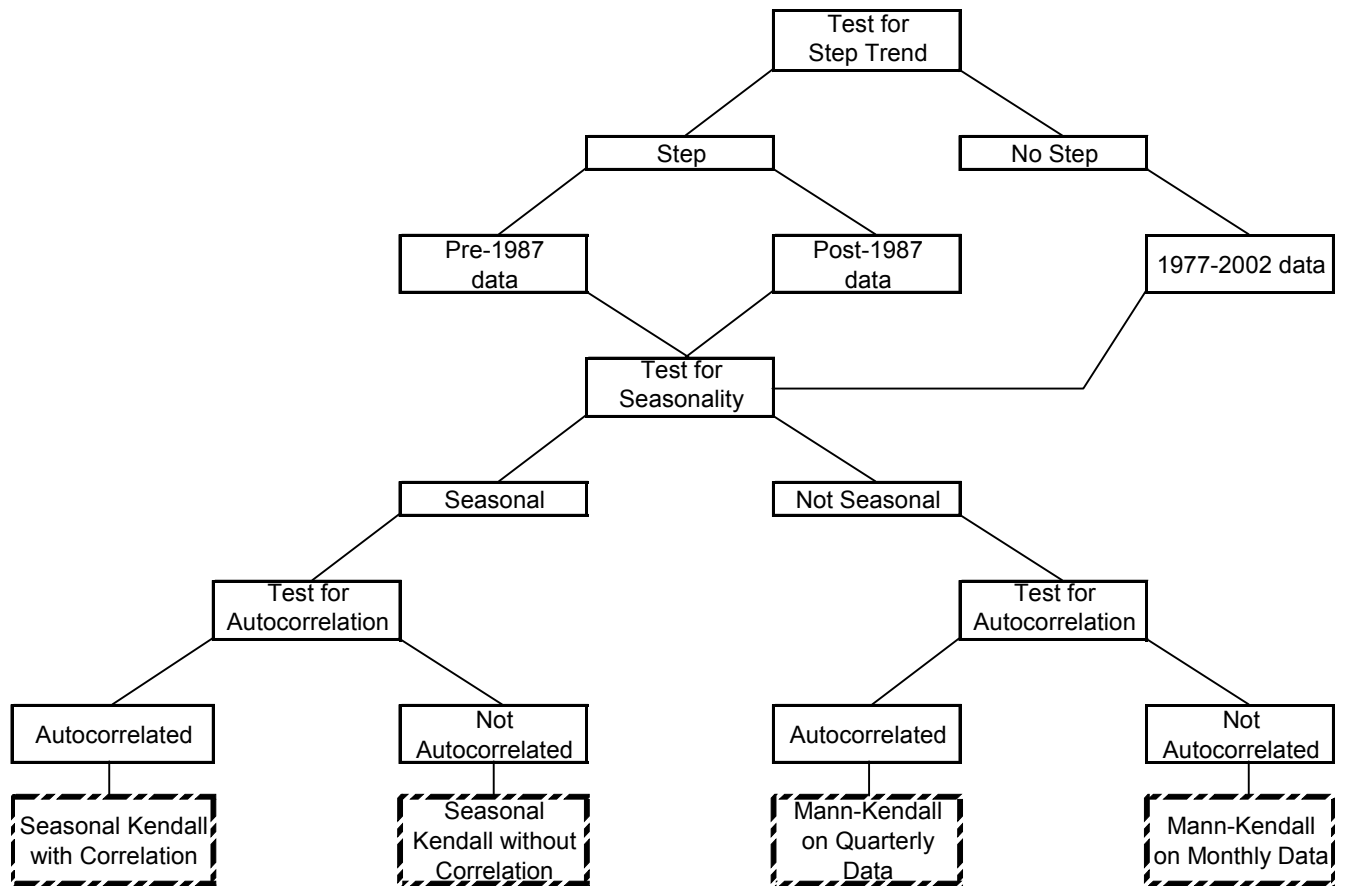 Test for
Step Trend
Step
No Step
Pre-1987
data
Post-1987
data
1977-2002 data
Test for
Seasonality
Seasonal
Not Seasonal
Test for
Autocorrelation
Test for
Autocorrelation
Autocorrelated
Not
Autocorrelated
Autocorrelated
Not
Autocorrelated
Seasonal Kendall
with Correlation
Seasonal
Kendall without
Correlation
Mann-Kendall
on Quarterly
Data
Mann-Kendall
on Monthly Data